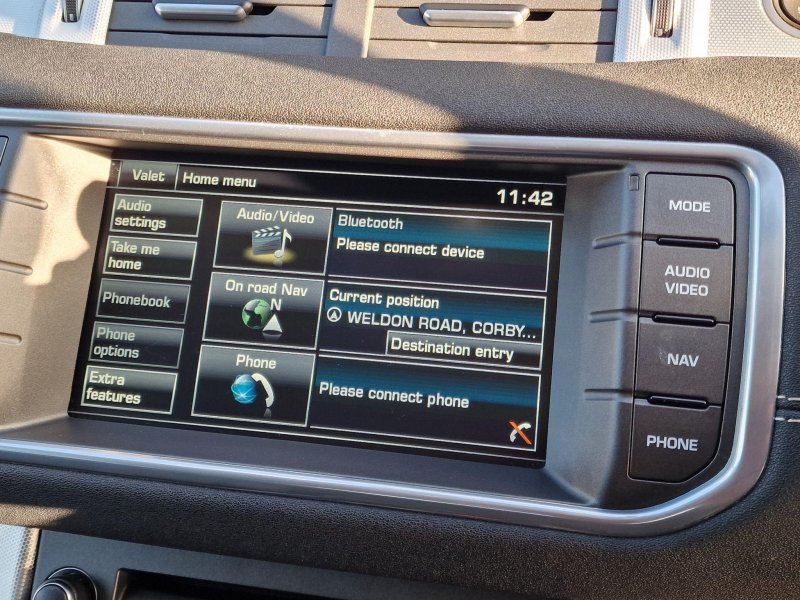 Valet
Home menu
11:42
Audio
settings
Take me
home
Phonebook
Phone
options
Extra
features
Audio/Video
On road Nav
N
Phone
Bluetooth
Please connect device
Current position
WELDON ROAD, CORBY...
Destination entry
Please connect phone
MODE
AUDIO
VIDEO
NAV
PHONE